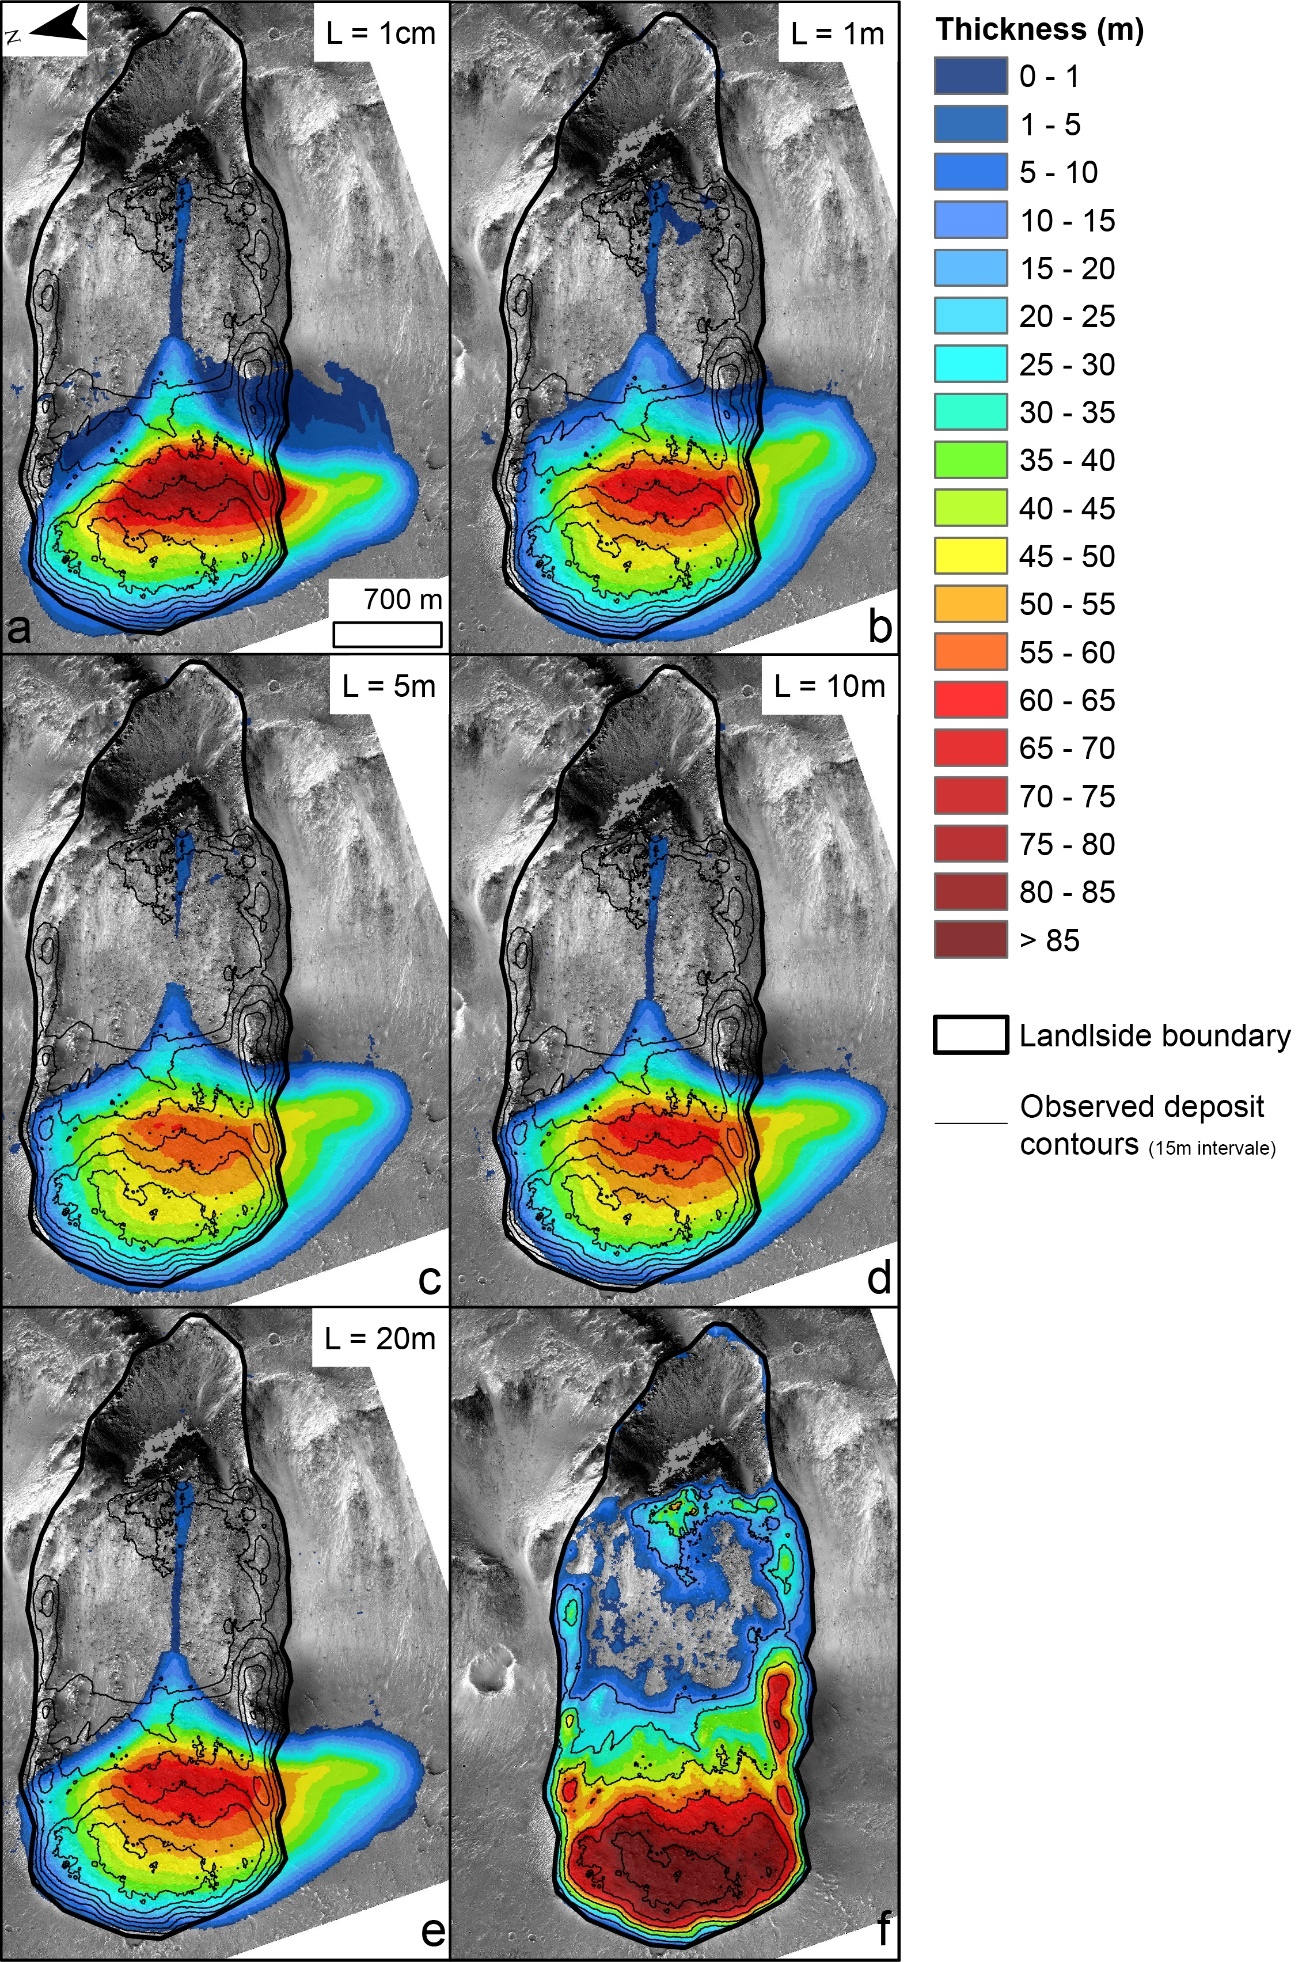 N
L = 1cm
L = 1m
700 m
a
b
L = 5m
L = 10m
c
d
L = 20m
e
f
Thickness (m)
0 - 1
1 - 5
5 - 10
10 - 15
15 - 20
20 - 25
25 - 30
30 - 35
35 - 40
40 - 45
45 - 50
50 - 55
55 - 60
60 - 65
65 - 70
70 - 75
75 - 80
80 - 85
> 85
Landlside boundary
Observed deposit
contours (15m intervale)